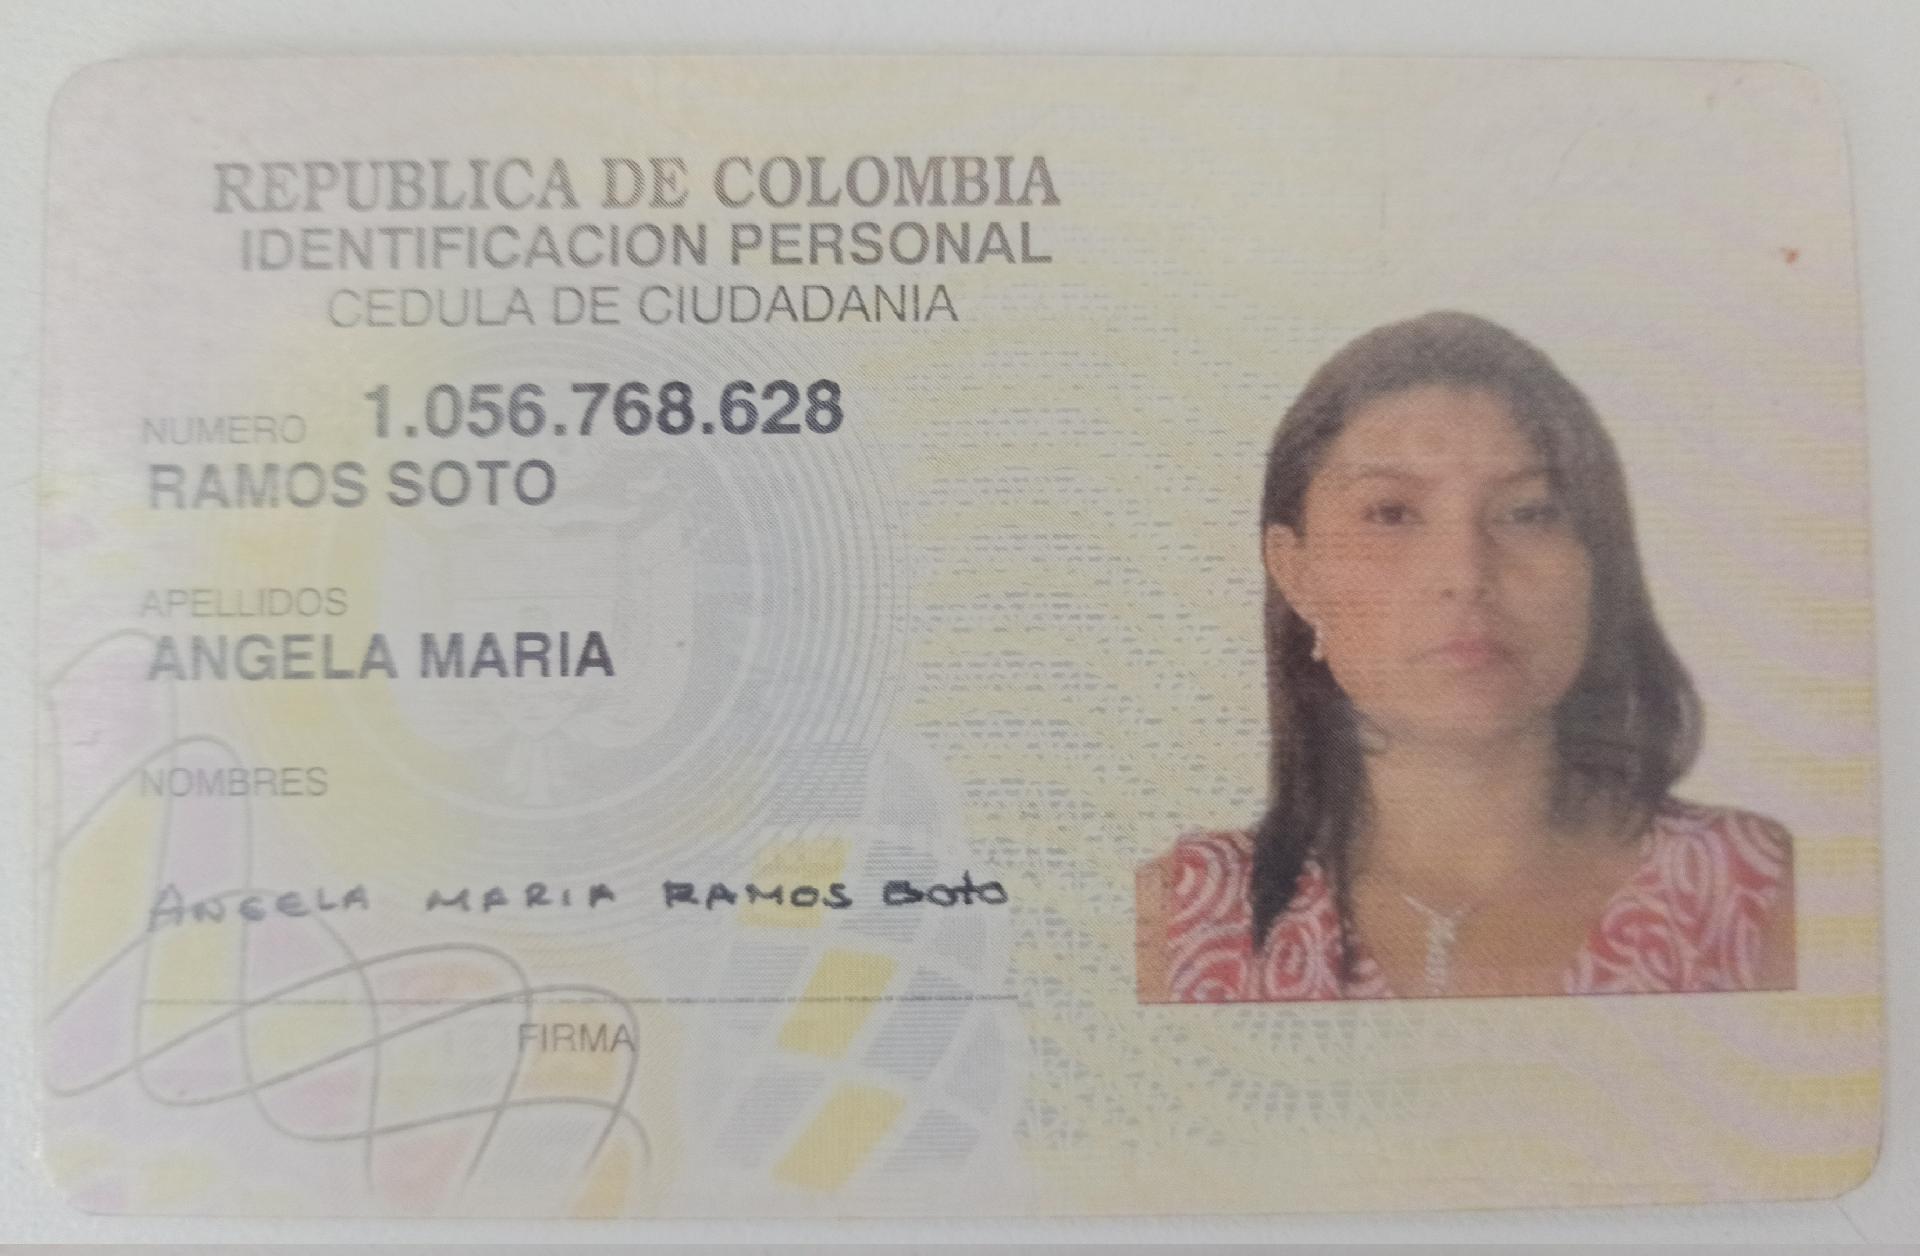 REPUBLICA DE COLOMBIA
IDENTIFICACION PERSONAL
CEDULA DE CIUDADANIA
NUMERO 1.056.768.628
RAMOS SOTO
APELLIDOS
ANGELA MARIA
NOMBRES
ANGELA MARIA RAMOS Soto
FIRMA